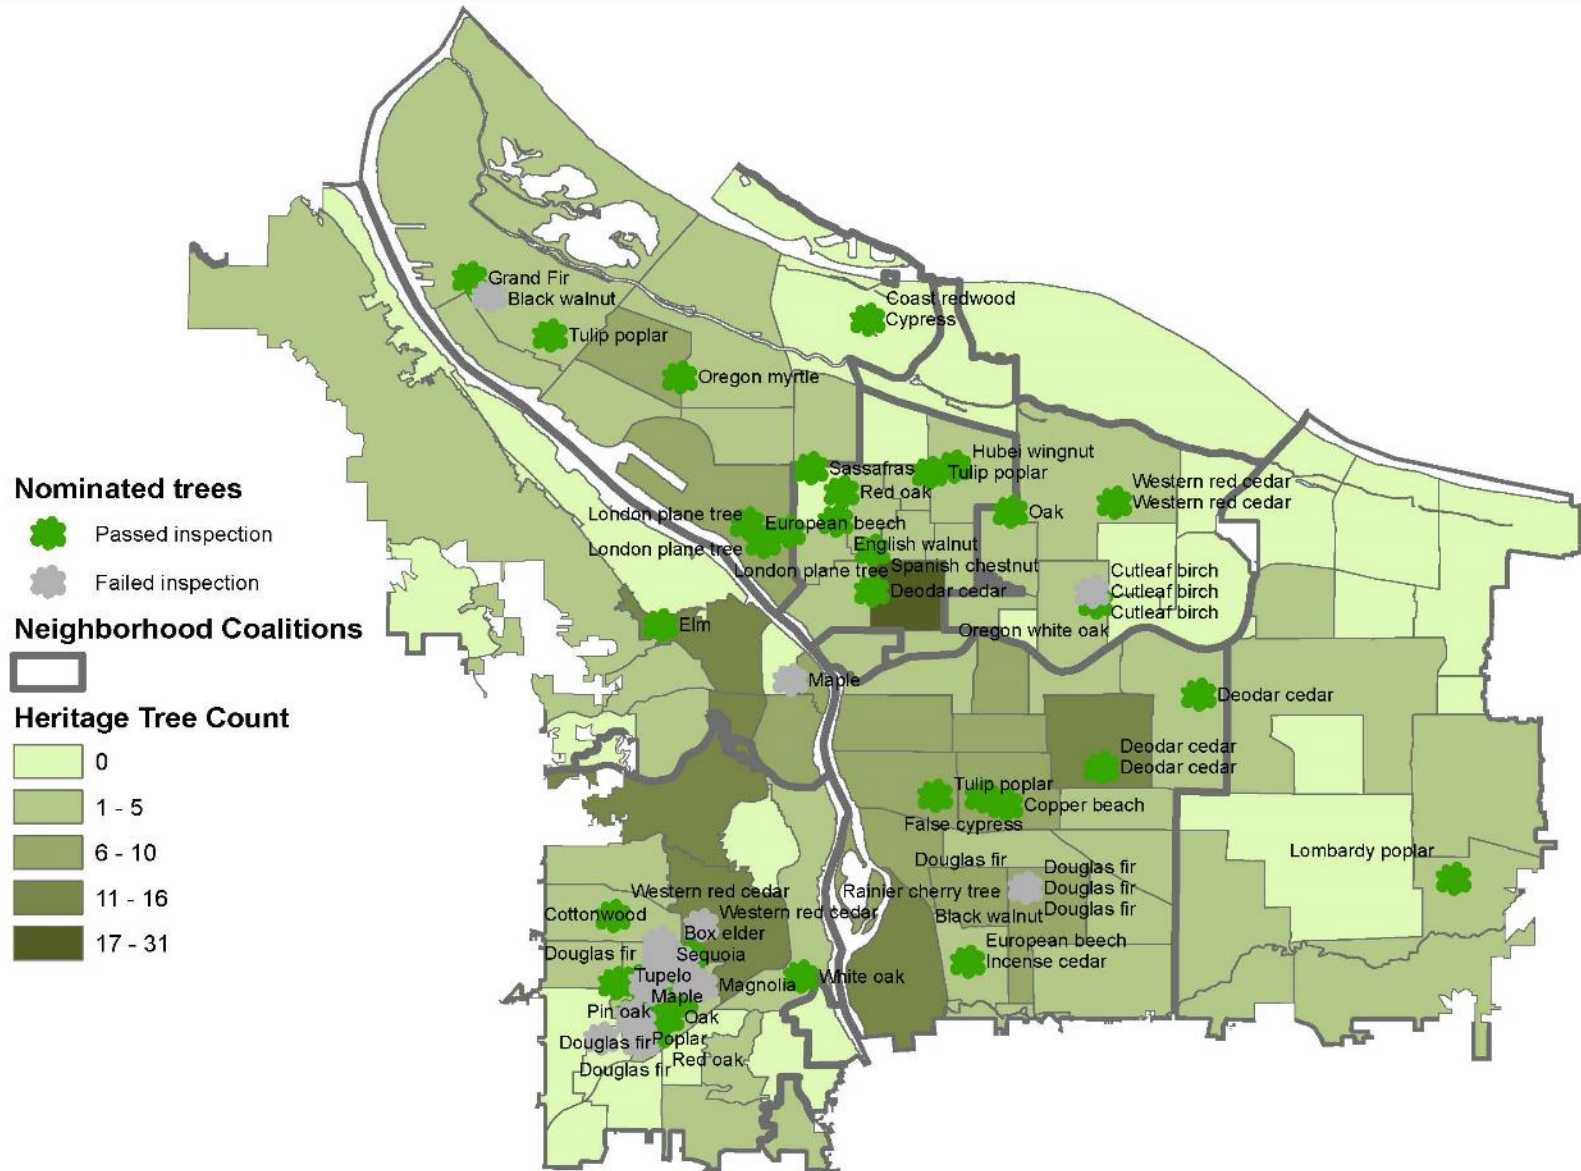 Nominated trees
Passed inspection
Failed inspection
Neighborhood Coalitions
Heritage Tree Count
0
1 - 5
6 - 10
11 - 16
17 - 31
Grand Fir
Black walnut
Tulip poplar
Oregon myrtle
Coast redwood
Cypress
Sassafras
Red oak
Hubei wingnut
Tulip poplar
Western red cedar
Western red cedar
Oak
London plane tree
European beech
London plane tree
English walnut
Spanish chestnut
London plane tree
Deodar cedar
Cutleaf birch
Cutleaf birch
Cutleaf birch
Oregon white oak
Elm
Maple
Deodar cedar
Deodar cedar
Deodar cedar
Tulip poplar
Copper beach
False cypress
Lombardy poplar
Douglas fir
Douglas fir
Douglas fir
Douglas fir
Rainier cherry tree
Black walnut
European beech
Incense cedar
Western red cedar
Western red cedar
Cottonwood
Box elder
Douglas fir
Sequoia
Tupelo
Maple
Magnolia
White oak
Pin oak
Oak
Douglas fir
Poplar
Red oak
Douglas fir